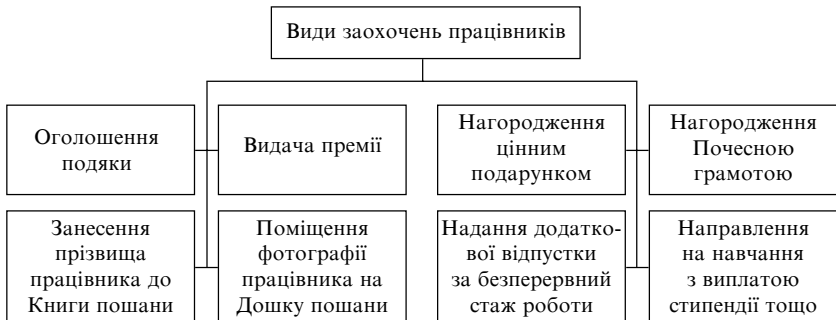 Види заохочень працівників
Оголошення
подяки
Видача премії
Нагородження
цінним
подарунком
Нагородження
Почесною
грамотою
Занесення
прізвища
працівника до
Книги пошани
Поміщення
фотографії
працівника на
Дошку пошани
Надання додатко-
вої відпустки
за безперервний
стаж роботи
Направлення
на навчання
з виплатою
стипендії тощо